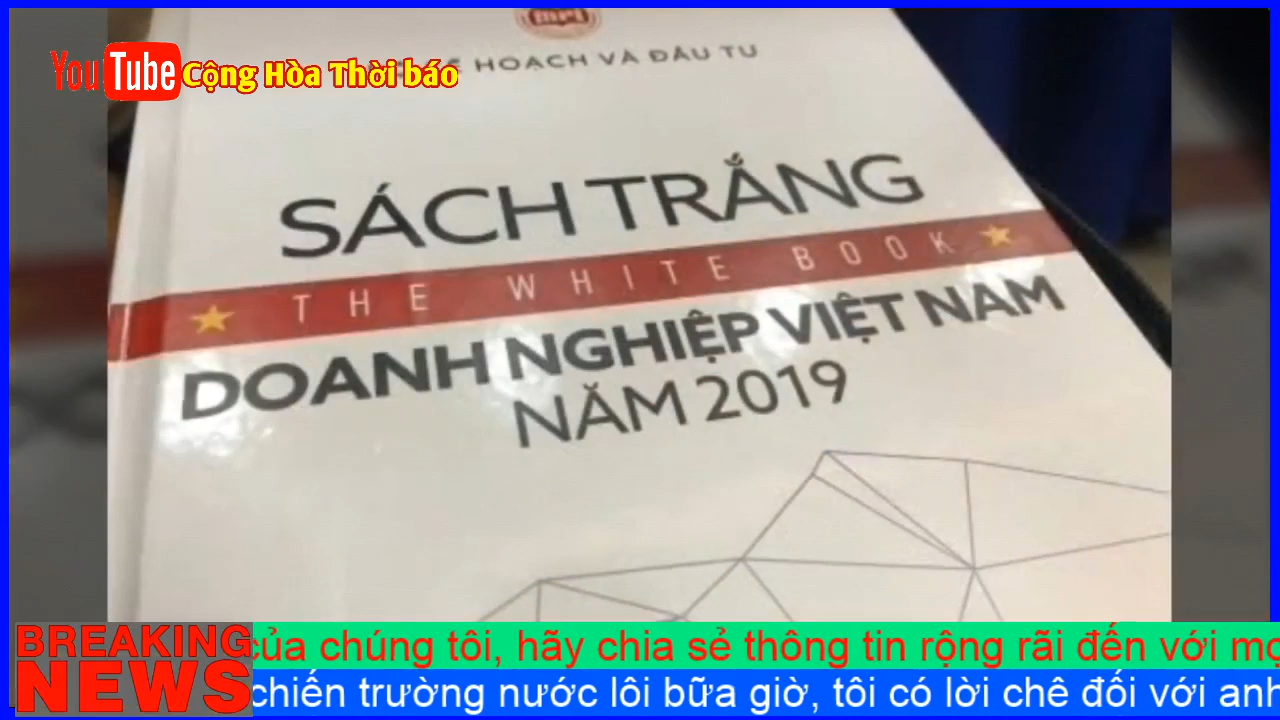 YouTube Cộng Hòa Thời báo
HOẠCH VÀ ĐẦU TƯ
SÁCH TRẮNG
THE WHITE BOOK
DOANH NGHIỆP VIỆT NAM
NĂM 2019
BREAKING
NEWS
của chúng tôi, hãy chia sẻ thông tin rộng rãi đến với
chiến trường nước lôi bữa giờ, tôi có lời chê đối với anh